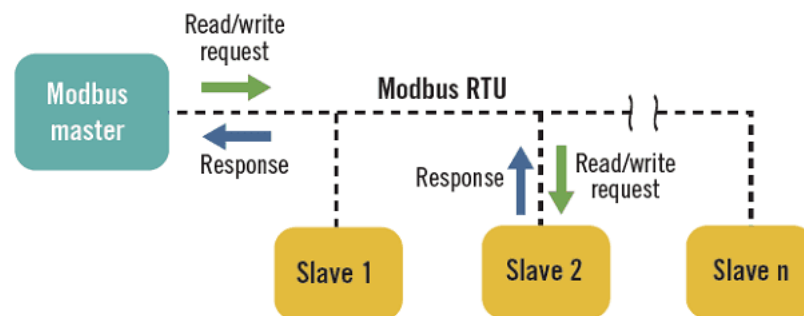 Read/write
request
Modbus
master
Modbus RTU
Response
Response
Read/write
request
Slave 1
Slave 2
Slave n